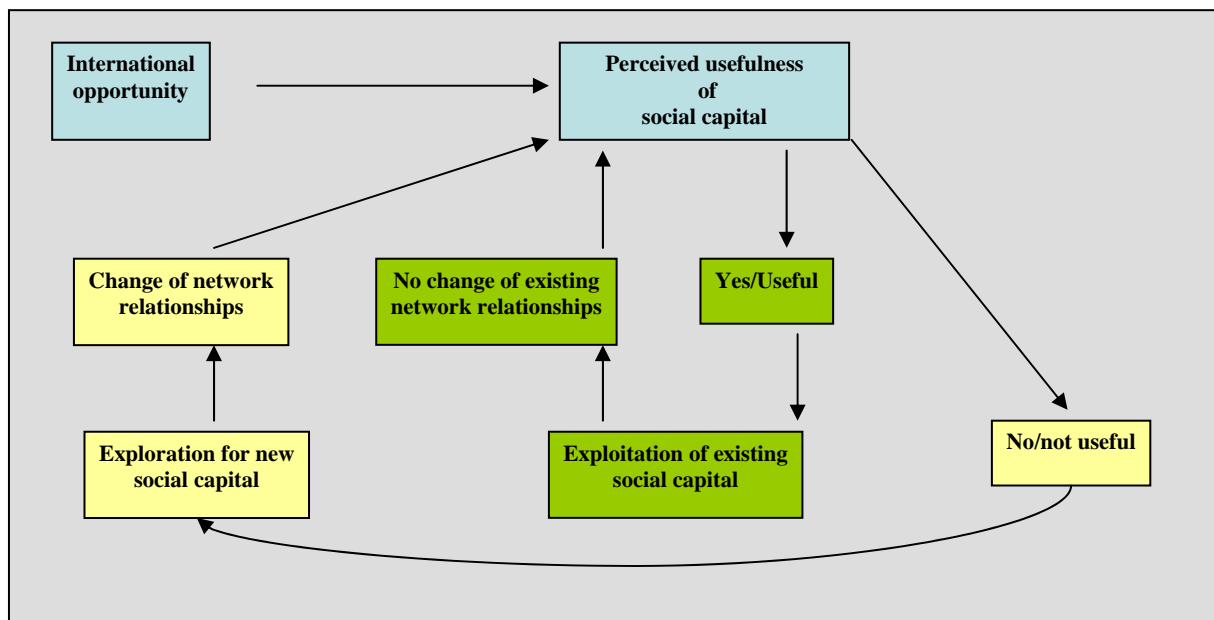 International
opportunity
Perceived usefulness
of
social capital
Change of network
relationships
No change of existing
network relationships
Yes/Useful
Exploration for new
social capital
Exploitation of existing
social capital
No/not useful